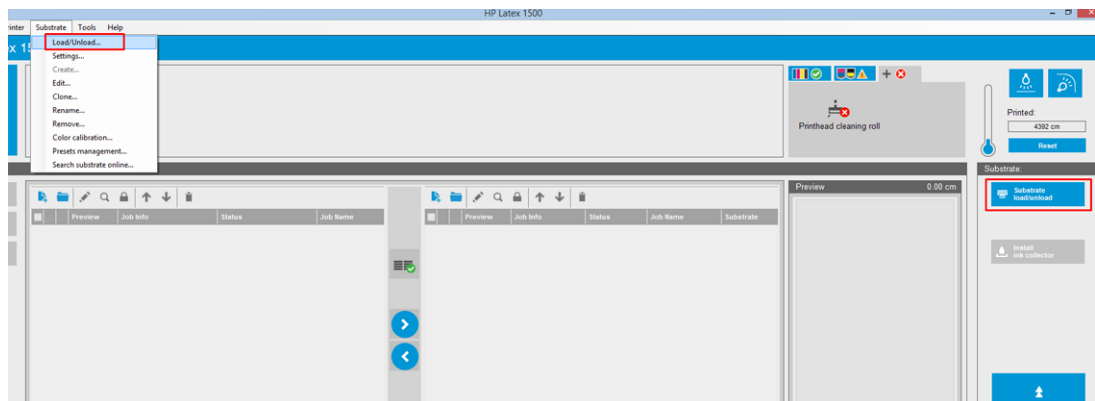 HP Latex 1500
rinter Substrate Tools Help
x 1
Load/Unload...
Settings...
Create...
Edit...
Clone...
Rename...
Remove...
Color calibration...
Presets management...
Search substrate online...
Printhead cleaning roll
Printed:
4392 cm
Reset
Substrate:
Substrate
load/unload
Install
ink collector
Preview Job Info Status Job Name
Preview Job Info Status Job Name Substrate
Preview 0.00 cm